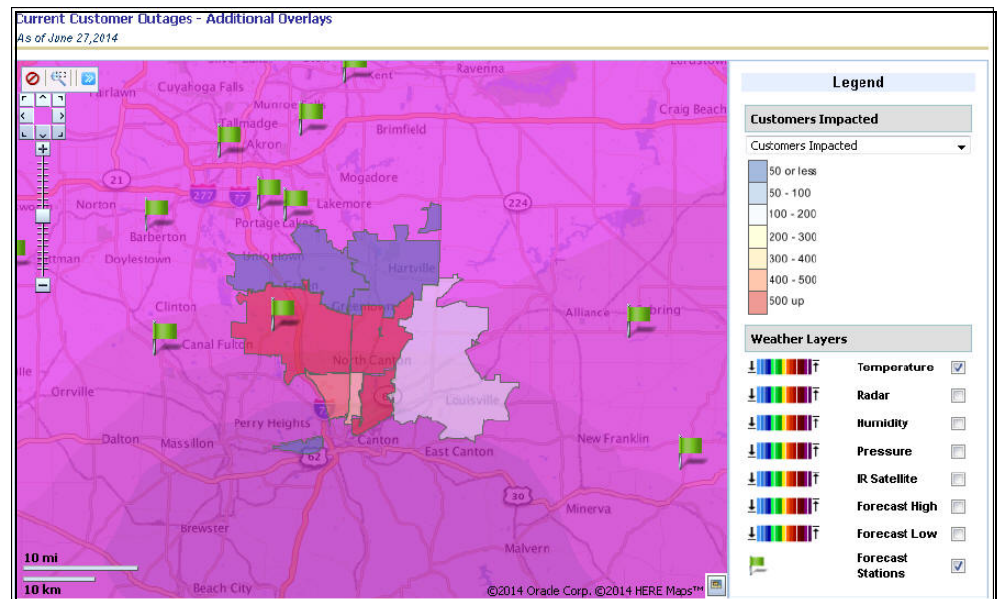 Current Customer Outages - Additional Overlays
As of June 27,2014
Kent
Ravenna
Cuyahoga Falls
Craig Beach
Tallmadge
Brimfield
Akron
Mogadore
21
277
77
Norton
Lakemore
224
Portage Lakes
Barberton
Doylestown
Uniontown
Hartville
Green
Greentown
Clinton
Alliance
Canal Fulton
North Canton
Orrville
Louisville
Perry Heights
Dalton
Massillon
Canton
East Canton
New Franklin
62
30
Minerva
Brewster
Malvern
10 mi
10 km
Beach City
©2014 Oracle Corp. ©2014 HERE Maps™
Legend
Customers Impacted
Customers Impacted
50 or less
50 - 100
100 - 200
200 - 300
300 - 400
400 - 500
500 up
Weather Layers
Temperature
Radar
Humidity
Pressure
IR Satellite
Forecast High
Forecast Low
Forecast
Stations